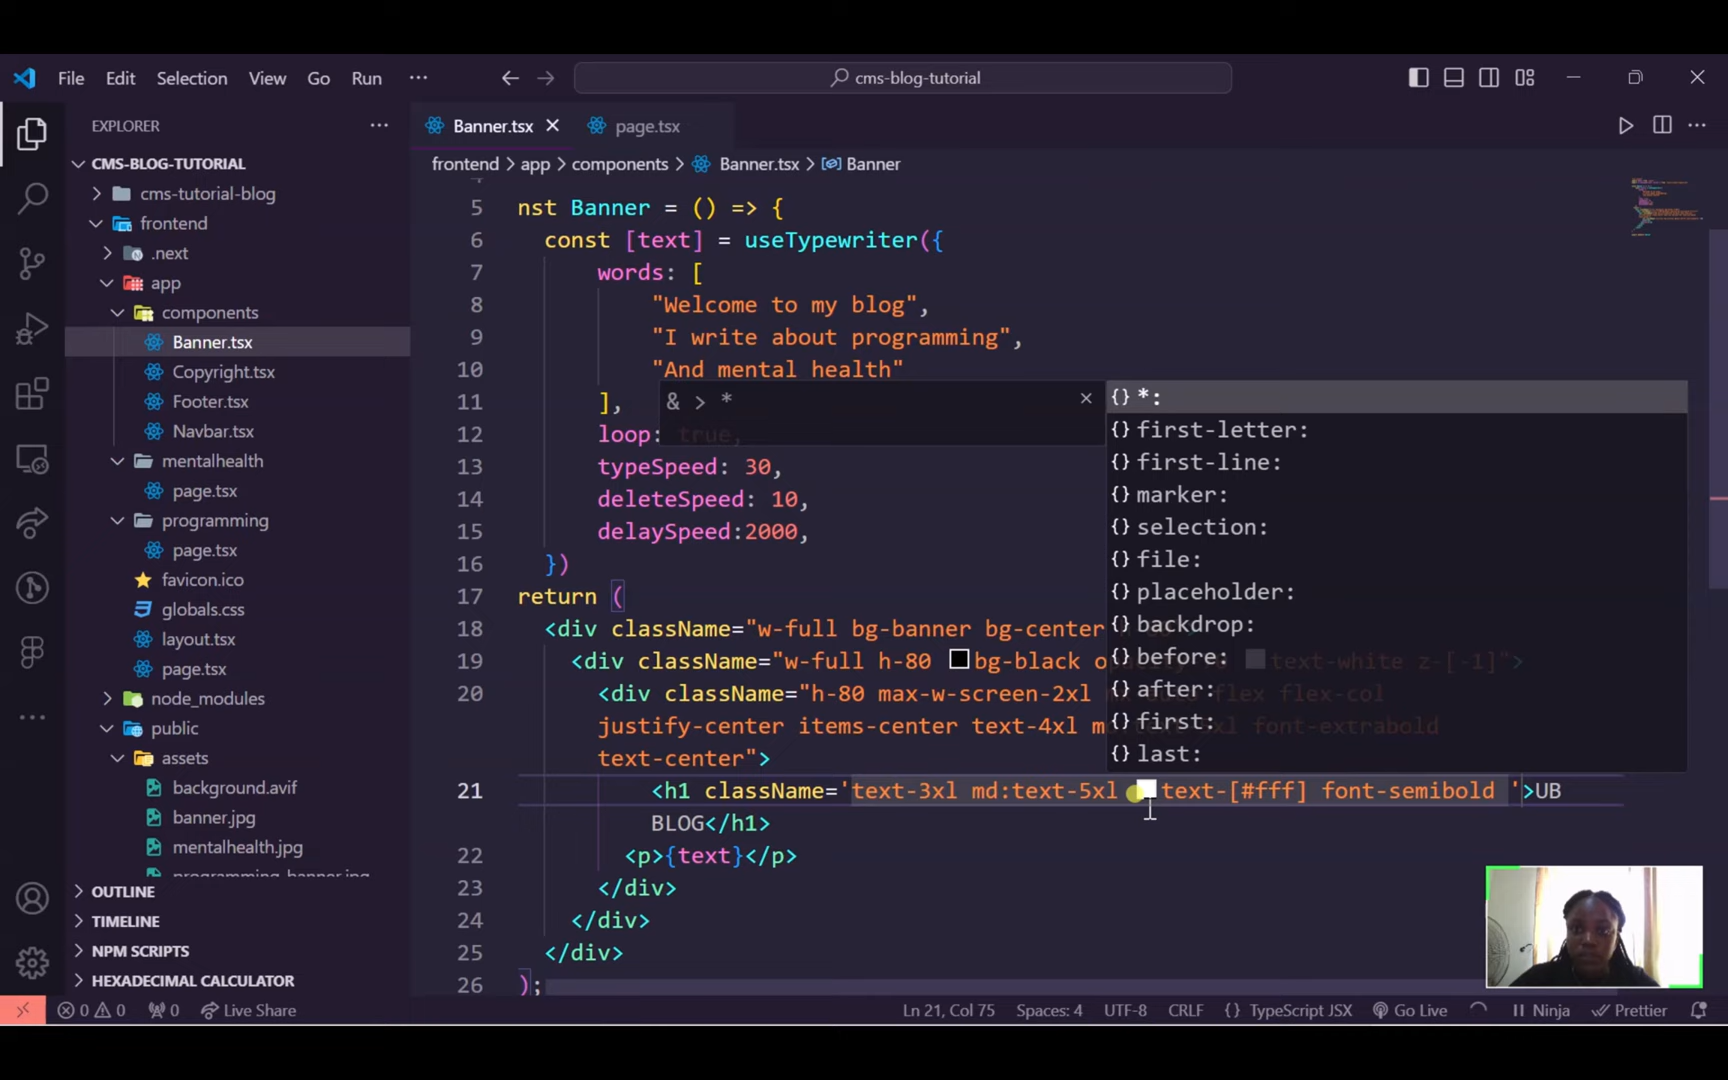 File Edit Selection View Go Run ··· cms-blog-tutorial
EXPLORER
CMS-BLOG-TUTORIAL
cms-tutorial-blog
frontend
.next
app
components
Banner.tsx
Copyright.tsx
Footer.tsx
Navbar.tsx
mentalhealth
page.tsx
programming
page.tsx
favicon.ico
globals.css
layout.tsx
page.tsx
node_modules
public
assets
background.avif
banner.jpg
mentalhealth.jpg
programming-banner.jpg
OUTLINE
TIMELINE
NPM SCRIPTS
HEXADECIMAL CALCULATOR
Banner.tsx page.tsx
frontend > app > components > Banner.tsx > Banner
5 nst Banner = () => {
6 const [text] = useTypewriter({
7 words: [
8 "Welcome to my blog",
9 "I write about programming",
10 "And mental health"
11 ],
12 loop: true,
13 typeSpeed: 30,
14 deleteSpeed: 10,
15 delaySpeed:2000,
16 })
17 return (
18 <div className="w-full bg-banner bg-center
19 <div className="w-full h-80 bg-black text-white z-[-1]">
20 <div className="h-80 max-w-screen-2xl flex flex-col
justify-center items-center text-4xl font-extrabold
text-center">
21 <h1 className='text-3xl md:text-5xl text-[#fff] font-semibold '>UB
BLOG</h1>
22 <p>{text}</p>
23 </div>
24 </div>
25 </div>
26 );
& > *
{} *:
{} first-letter:
{} first-line:
{} marker:
{} selection:
{} file:
{} placeholder:
{} backdrop:
{} before:
{} after:
{} first:
{} last:
0 0 0 Live Share Ln 21, Col 75 Spaces: 4 UTF-8 CRLF {} TypeScript JSX Go Live Ninja Prettier